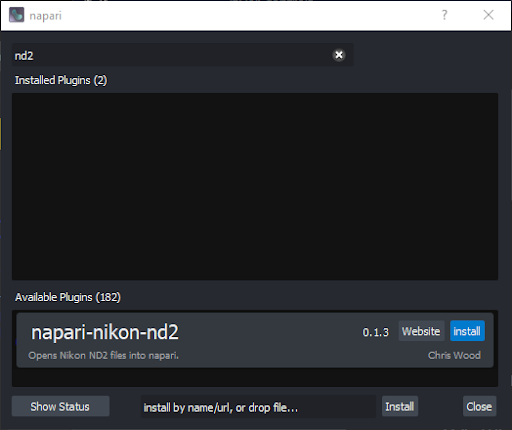 napari
?
nd2
Installed Plugins (2)
Available Plugins (182)
napari-nikon-nd2 0.1.3 Website install
Opens Nikon ND2 files into napari. Chris Wood
Show Status install by name/url, or drop file... Install Close